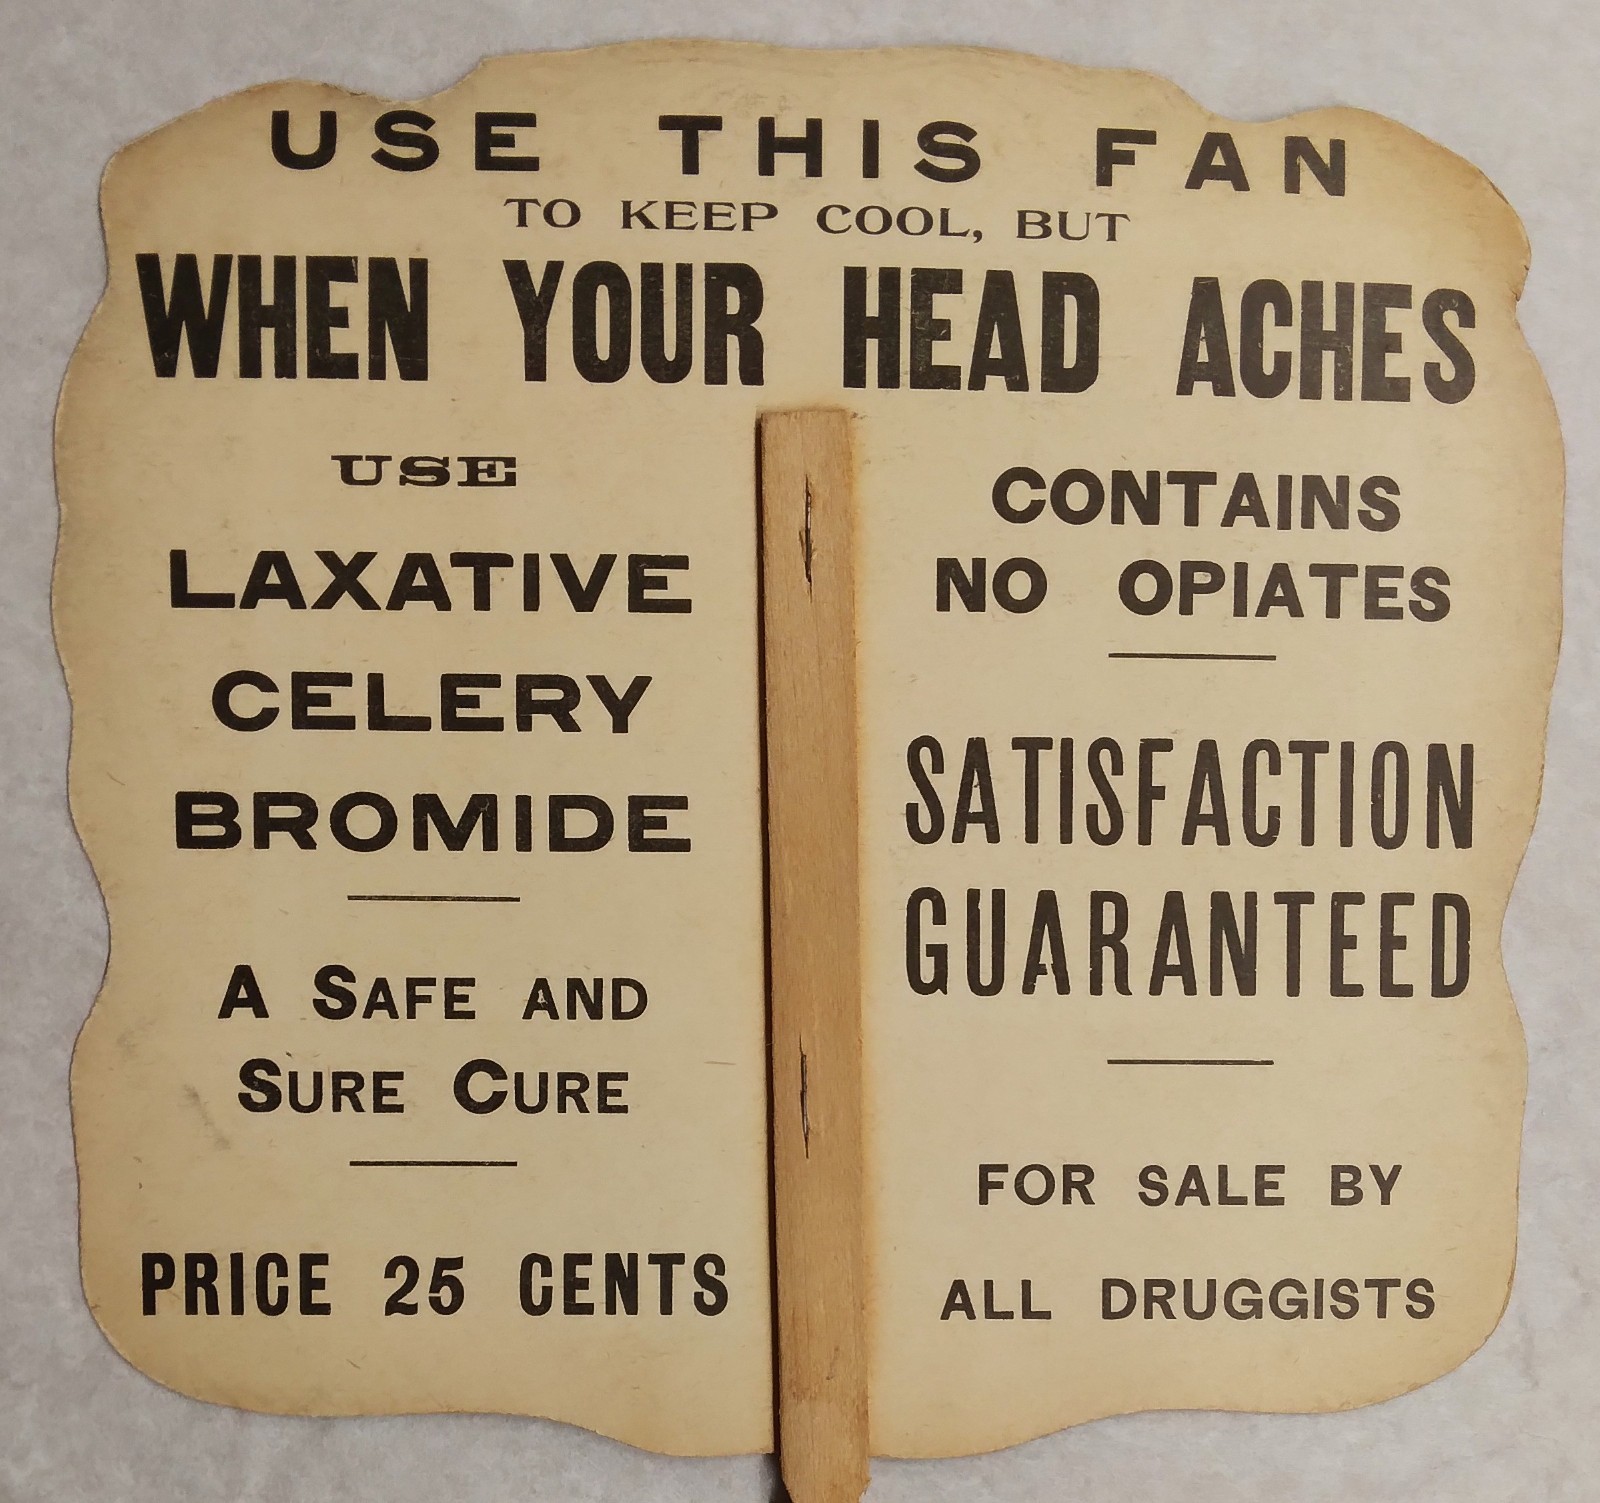 USE THIS FAN
TO KEEP COOL, BUT
WHEN YOUR HEAD ACHES
USE
LAXATIVE
CELERY
BROMIDE
A SAFE AND
SURE CURE
PRICE 25 CENTS
CONTAINS
NO OPIATES
SATISFACTION
GUARANTEED
FOR SALE BY
ALL DRUGGISTS